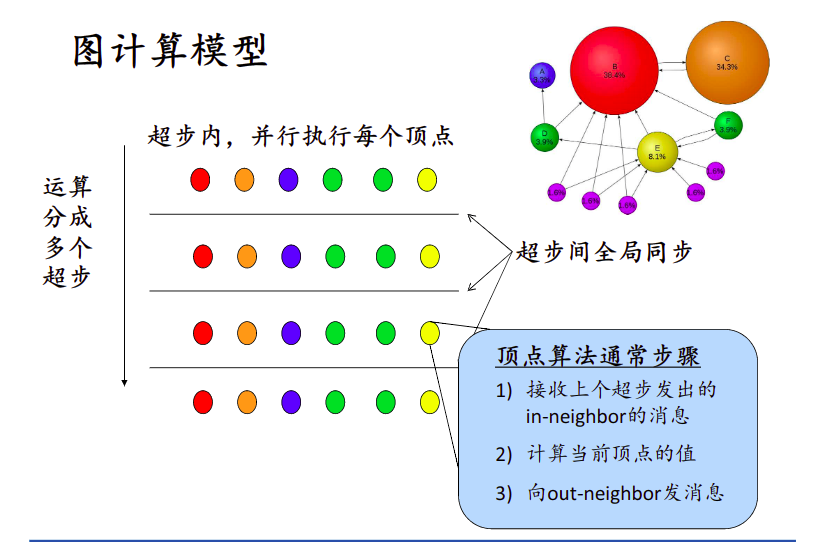 图计算模型
A
3.3%
B
38.4%
C
34.3%
D
3.9%
E
8.1%
F
3.9%
1.6%
1.6%
1.6%
1.6%
1.6%
超步内，并行执行每个顶点
运算
分成
多个
超步
超步间全局同步
顶点算法通常步骤
1) 接收上个超步发出的
in-neighbor的消息
2) 计算当前顶点的值
3) 向out-neighbor发消息